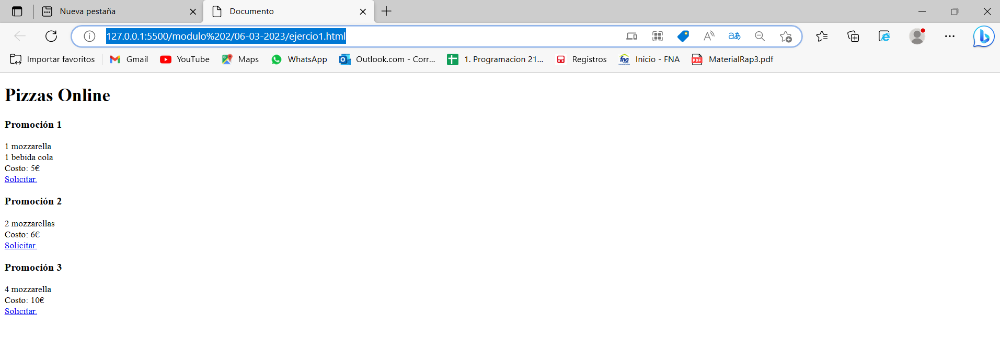 Nueva pestaña
Documento
127.0.0.1:5500/modulo%202/06-03-2023/ejercio1.html
Importar favoritos
Gmail
YouTube
Maps
WhatsApp
Outlook.com - Corr...
1. Programacion 21...
Registros
Inicio - FNA
MaterialRap3.pdf
Pizzas Online
Promoción 1
1 mozzarella
1 bebida cola
Costo: 5€
Solicitar.
Promoción 2
2 mozzarellas
Costo: 6€
Solicitar.
Promoción 3
4 mozzarella
Costo: 10€
Solicitar.